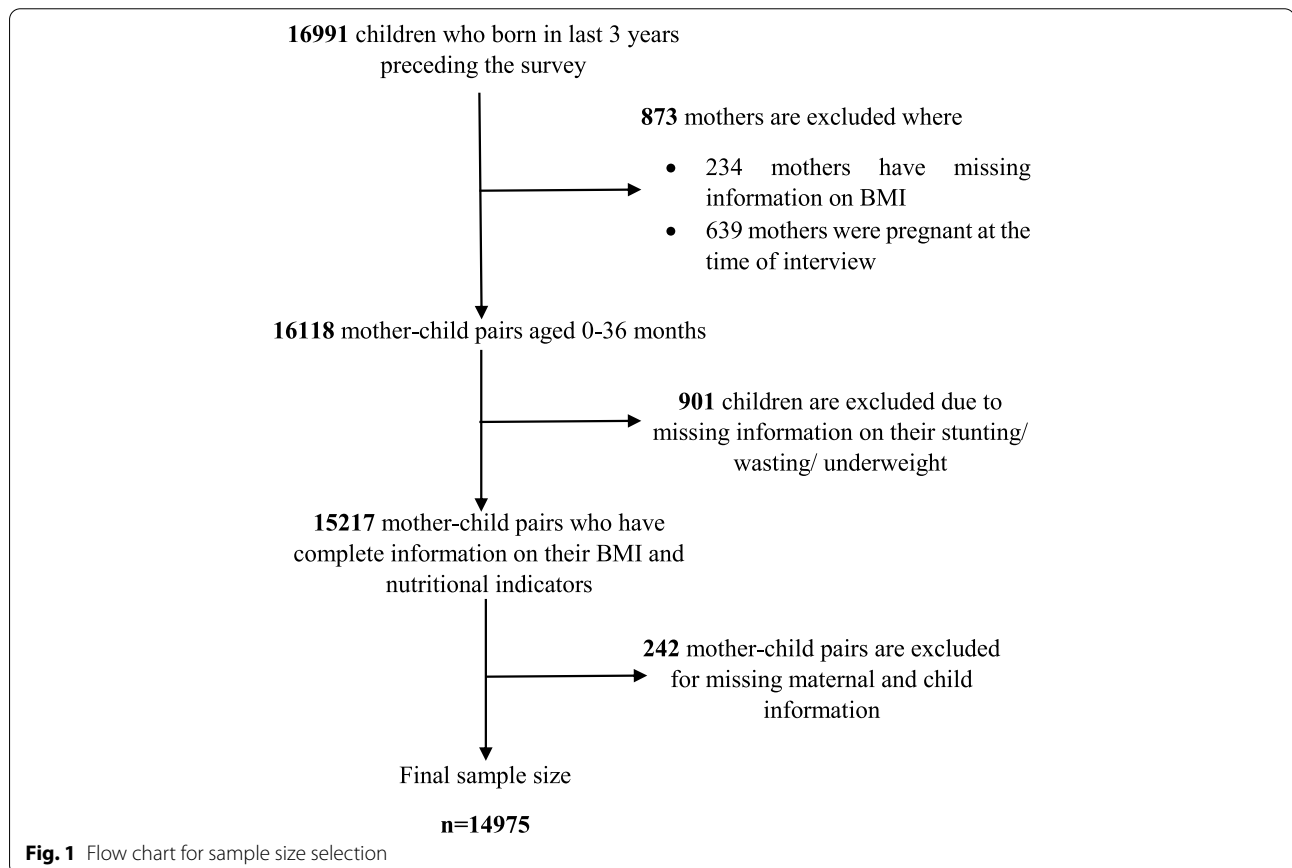 16991 children who born in last 3 years
preceding the survey
873 mothers are excluded where
• 234 mothers have missing
information on BMI
• 639 mothers were pregnant at the
time of interview
16118 mother-child pairs aged 0-36 months
901 children are excluded due to
missing information on their stunting/
wasting/ underweight
15217 mother-child pairs who have
complete information on their BMI and
nutritional indicators
242 mother-child pairs are excluded
for missing maternal and child
information
Final sample size
n=14975
Fig. 1 Flow chart for sample size selection